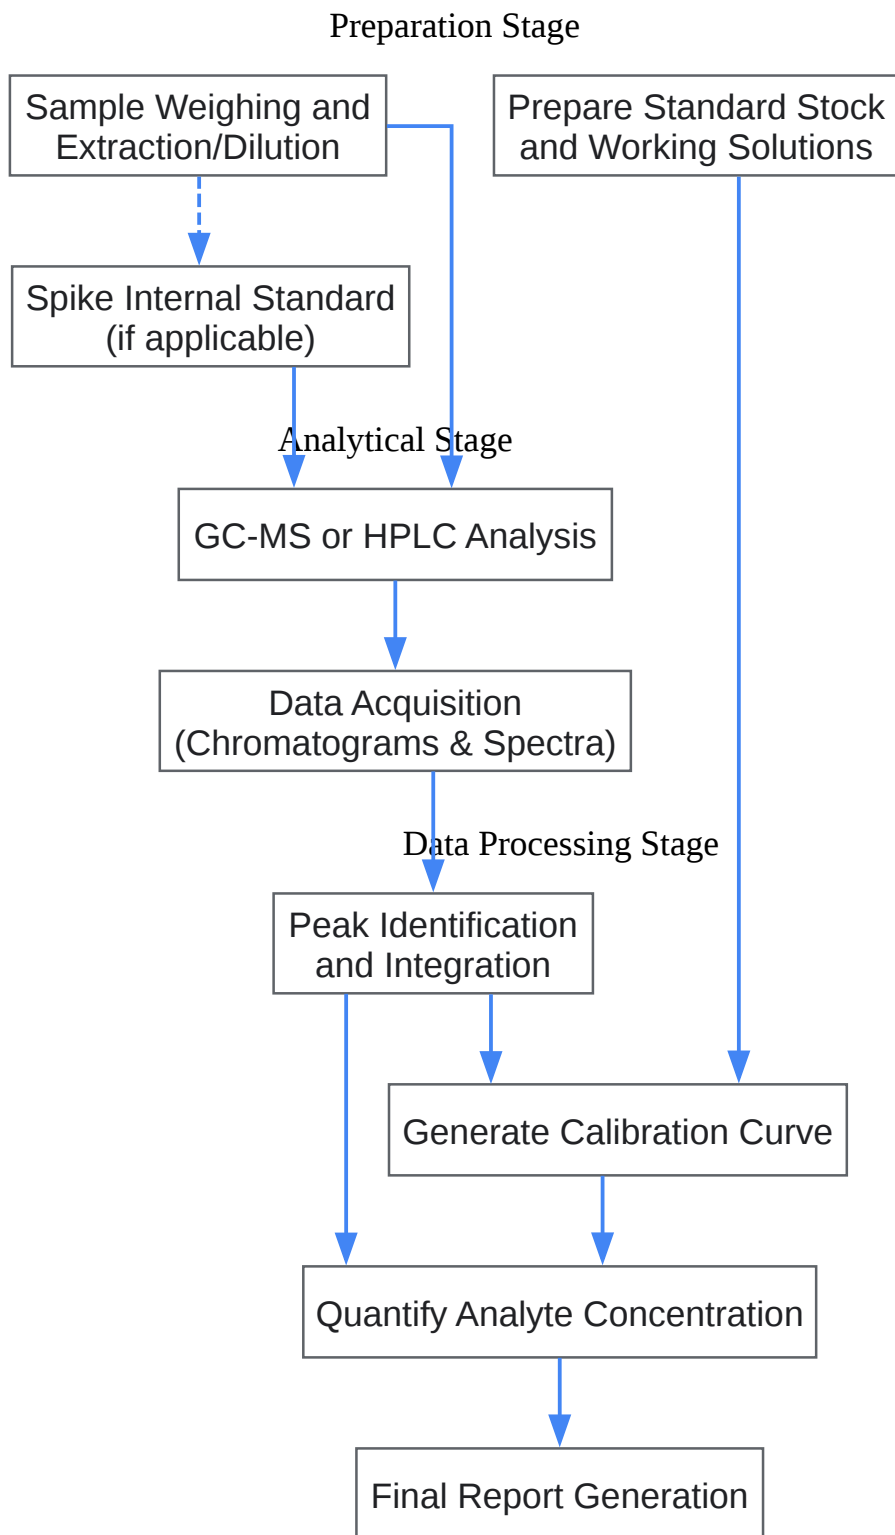 Preparation Stage
Sample Weighing and
Extraction/Dilution
Prepare Standard Stock
and Working Solutions
Spike Internal Standard
(if applicable)
Analytical Stage
GC-MS or HPLC Analysis
Data Acquisition
(Chromatograms & Spectra)
Data Processing Stage
Peak Identification
and Integration
Generate Calibration Curve
Quantify Analyte Concentration
Final Report Generation